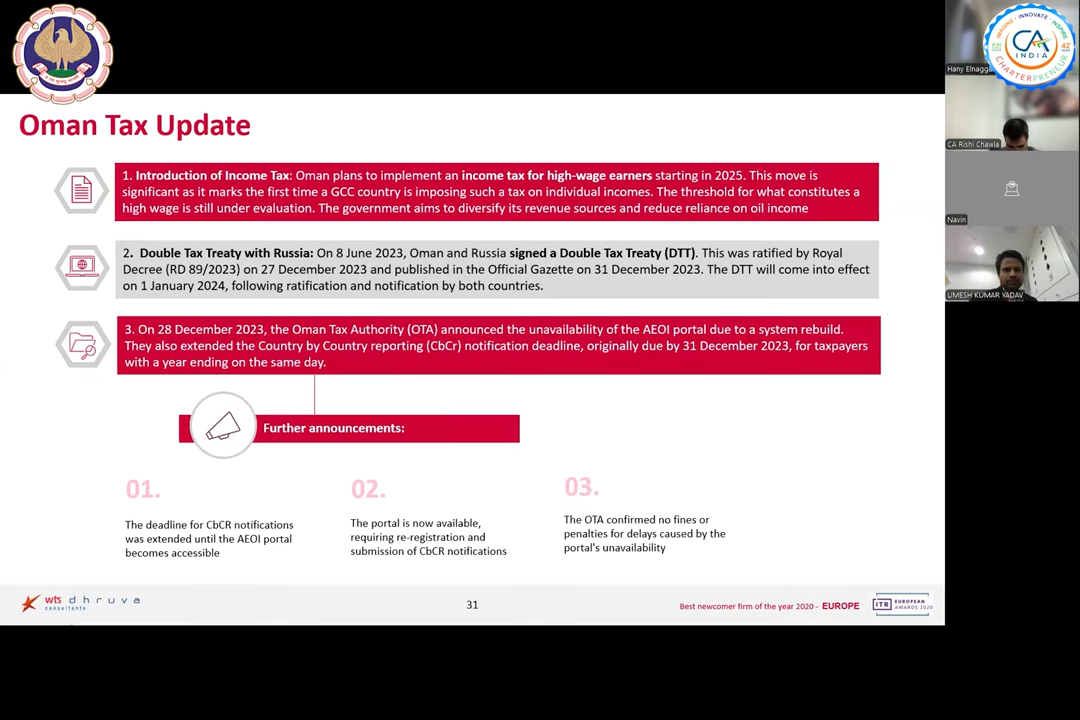 IMAGINE · INNOVATE · INSPIRE
CA
INDIA
42
CHARTERPRENEUR
Hany Elnagga
CA Rishi Chawla
Navin
UMESH KUMAR YADAV
Oman Tax Update
1. Introduction of Income Tax: Oman plans to implement an income tax for high-wage earners starting in 2025. This move is
significant as it marks the first time a GCC country is imposing such a tax on individual incomes. The threshold for what constitutes a
high wage is still under evaluation. The government aims to diversify its revenue sources and reduce reliance on oil income
2. Double Tax Treaty with Russia: On 8 June 2023, Oman and Russia signed a Double Tax Treaty (DTT). This was ratified by Royal
Decree (RD 89/2023) on 27 December 2023 and published in the Official Gazette on 31 December 2023. The DTT will come into effect
on 1 January 2024, following ratification and notification by both countries.
3. On 28 December 2023, the Oman Tax Authority (OTA) announced the unavailability of the AEOI portal due to a system rebuild.
They also extended the Country by Country reporting (CbCr) notification deadline, originally due by 31 December 2023, for taxpayers
with a year ending on the same day.
Further announcements:
01.
The deadline for CbCR notifications
was extended until the AEOI portal
becomes accessible
02.
The portal is now available,
requiring re-registration and
submission of CbCR notifications
03.
The OTA confirmed no fines or
penalties for delays caused by the
portal's unavailability
wts dhruva
consultants
31
Best newcomer firm of the year 2020 - EUROPE
ITR EUROPEAN
AWARDS 2020